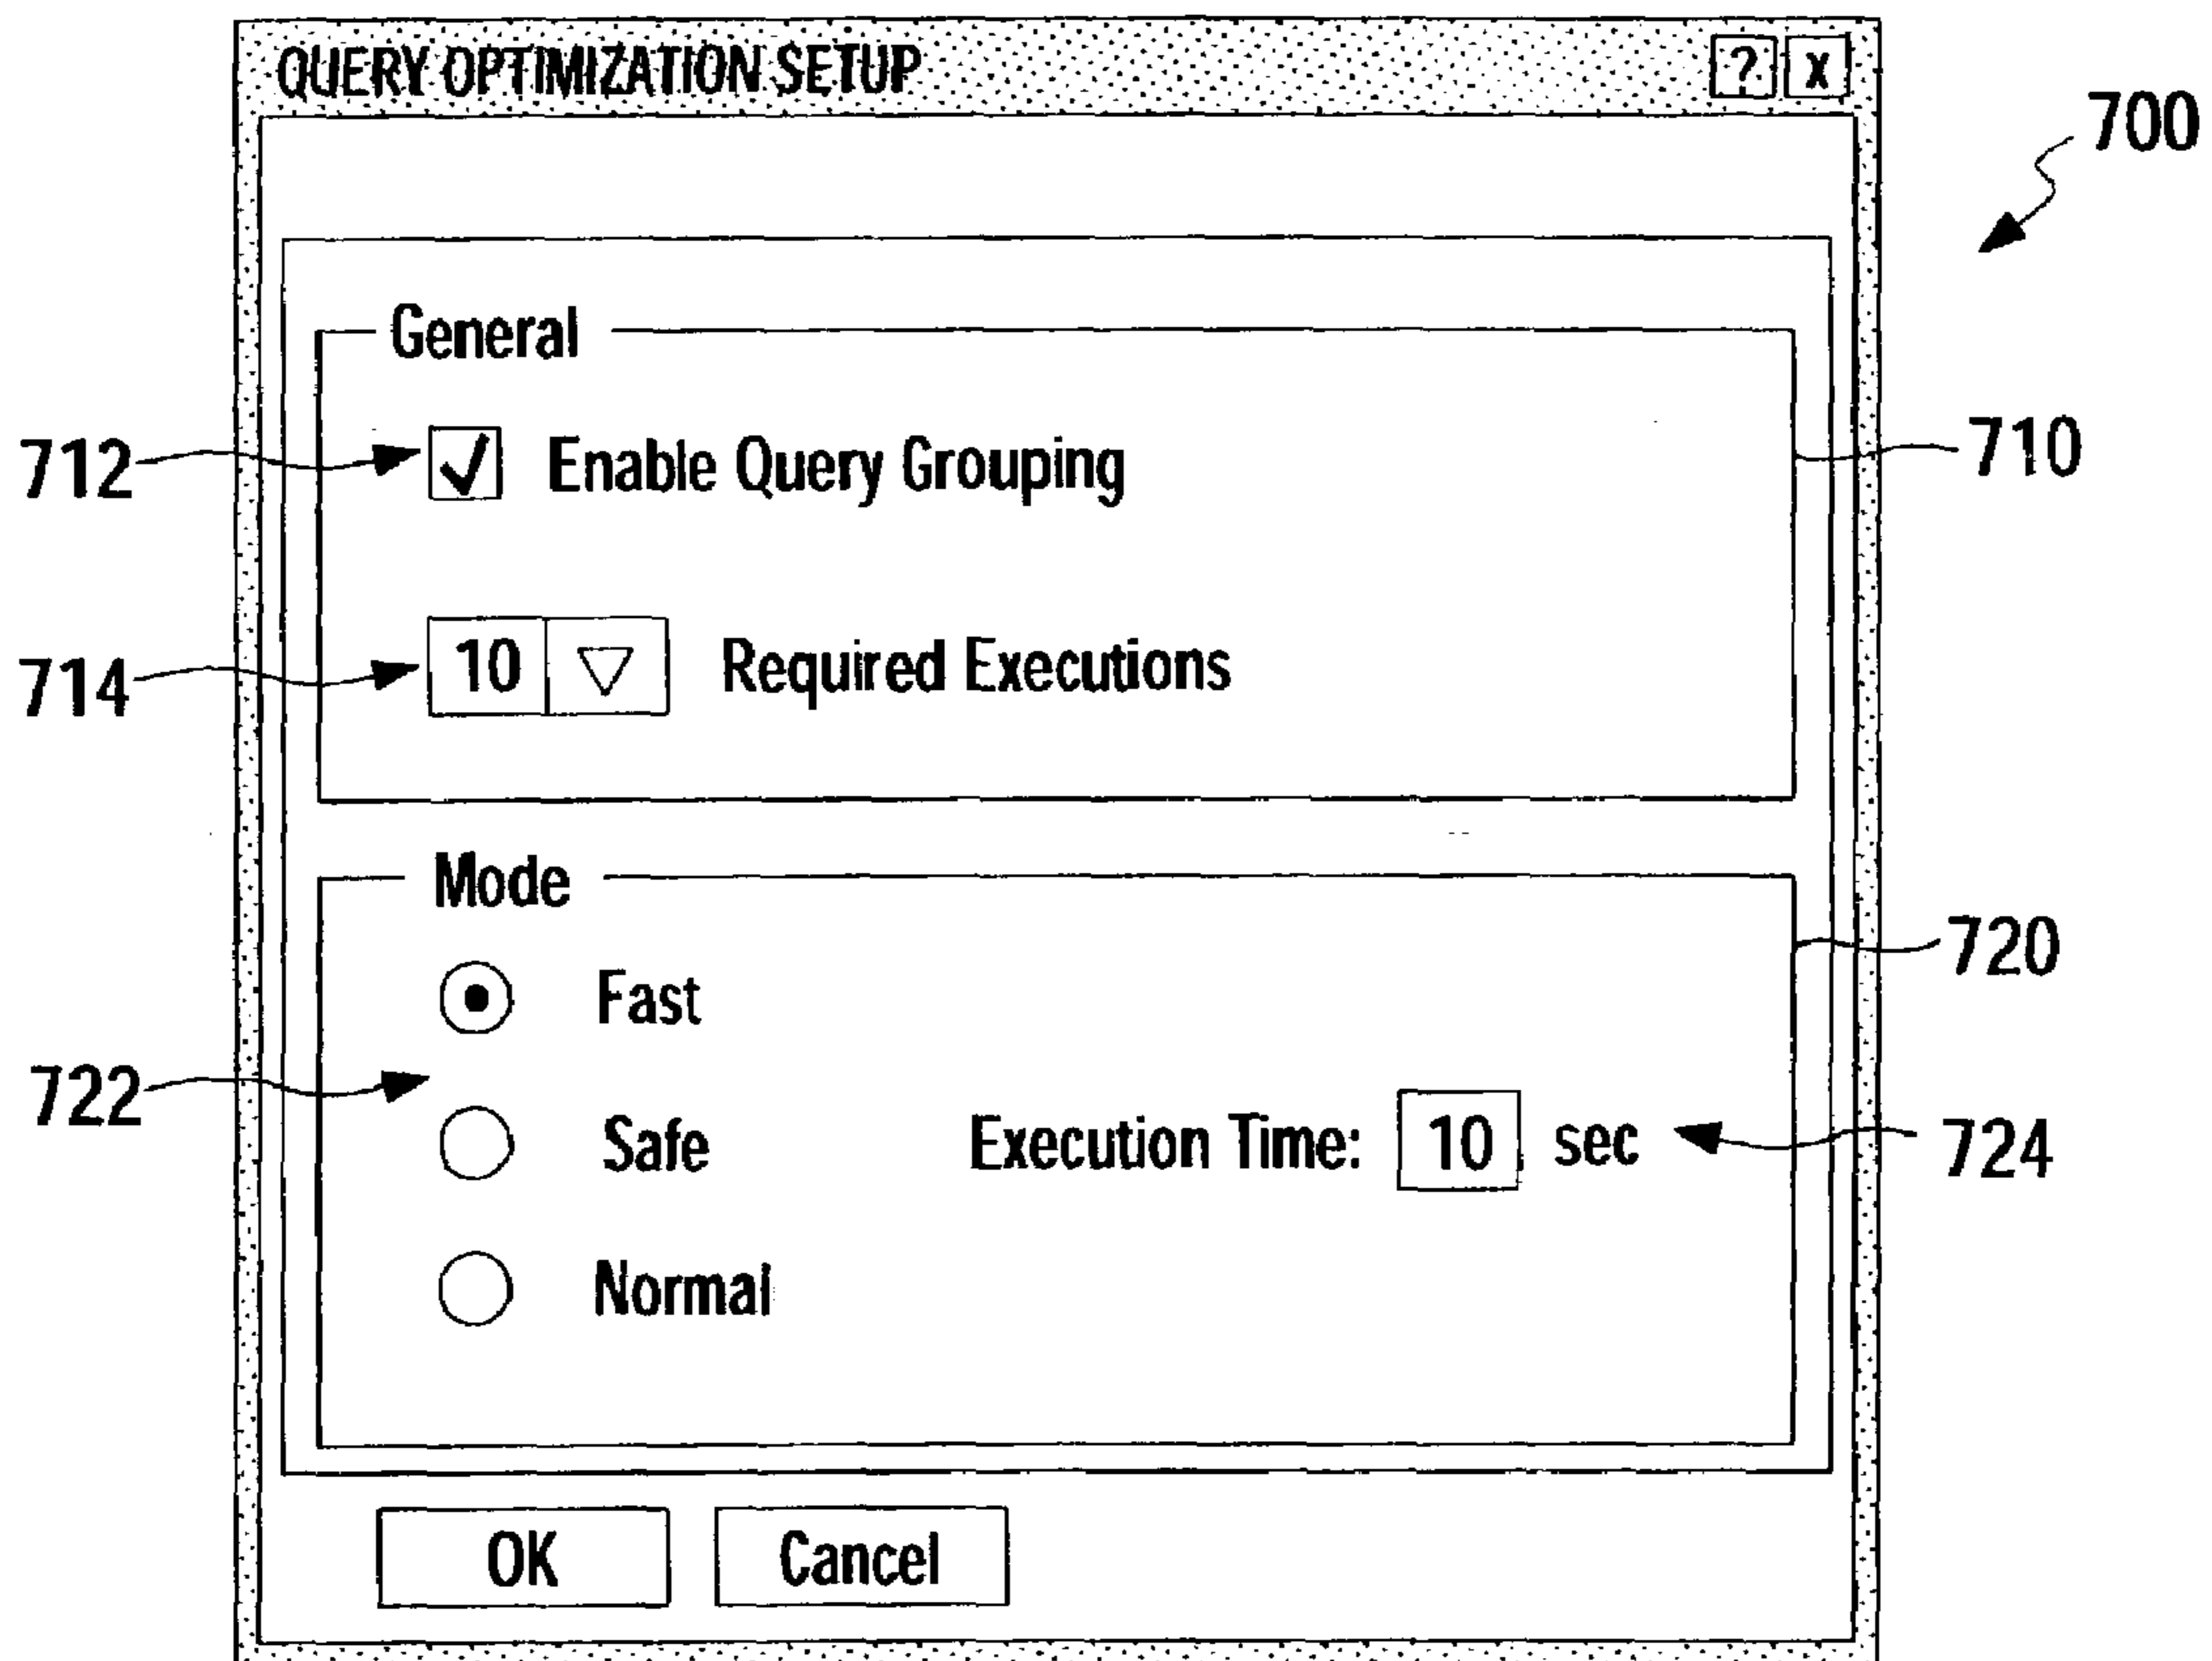 QUERY OPTIMIZATION SETUP ? X
700
General
712 Enable Query Grouping 710
714 10 Required Executions
Mode
720
Fast
722
Safe Execution Time: 10 sec 724
Normal
OK Cancel